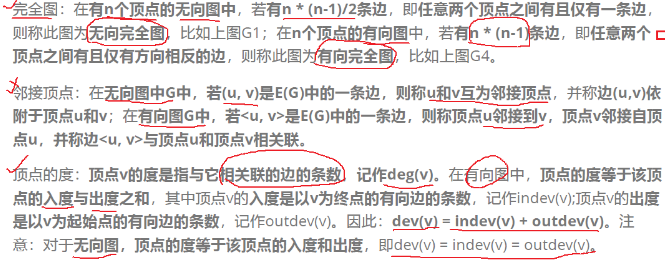 完全图：在有n个顶点的无向图中，若有n * (n-1)/2条边，即任意两个顶点之间有且仅有一条边，
则称此图为无向完全图，比如上图G1；在n个顶点的有向图中，若有n * (n-1)条边，即任意两个
顶点之间有且仅有方向相反的边，则称此图为有向完全图，比如上图G4。
邻接顶点：在无向图中G中，若(u, v)是E(G)中的一条边，则称u和v互为邻接顶点，并称边(u,v)依
附于顶点u和v；在有向图G中，若<u, v>是E(G)中的一条边，则称顶点u邻接到v，顶点v邻接自顶
点u，并称边<u, v>与顶点u和顶点v相关联。
顶点的度：顶点v的度是指与它相关联的边的条数，记作deg(v)。在有向图中，顶点的度等于该顶
点的入度与出度之和，其中顶点v的入度是以v为终点的有向边的条数，记作indev(v);顶点v的出度
是以v为起始点的有向边的条数，记作outdev(v)。因此：dev(v) = indev(v) + outdev(v)。注
意：对于无向图，顶点的度等于该顶点的入度和出度，即dev(v) = indev(v) = outdev(v)。